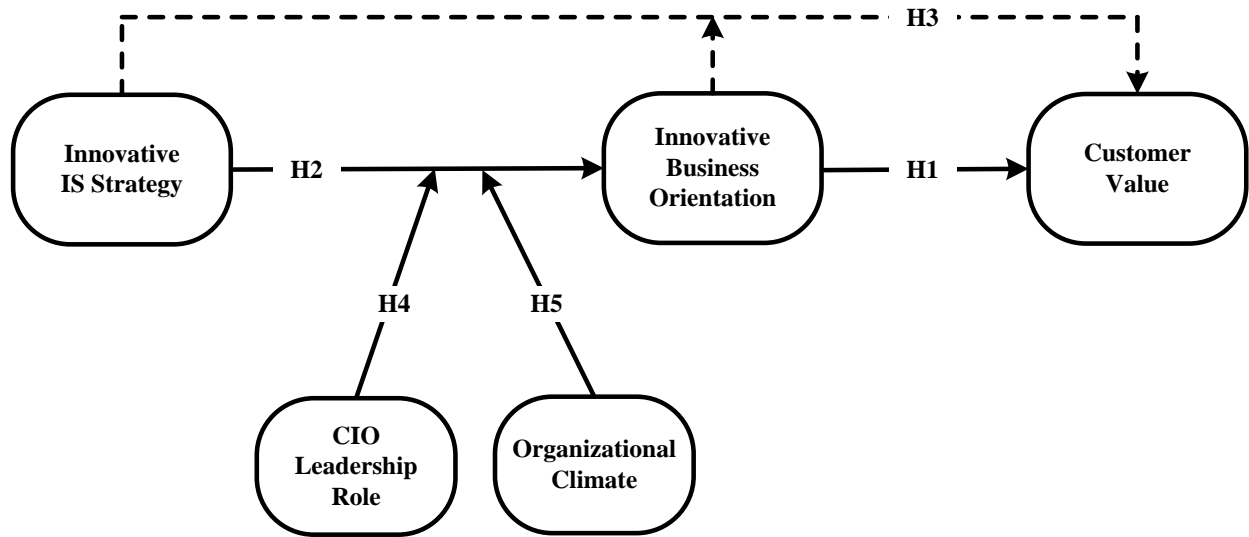 H3
Innovative
IS Strategy
H2
Innovative
Business
Orientation
H1
Customer
Value
H4
H5
CIO
Leadership
Role
Organizational
Climate